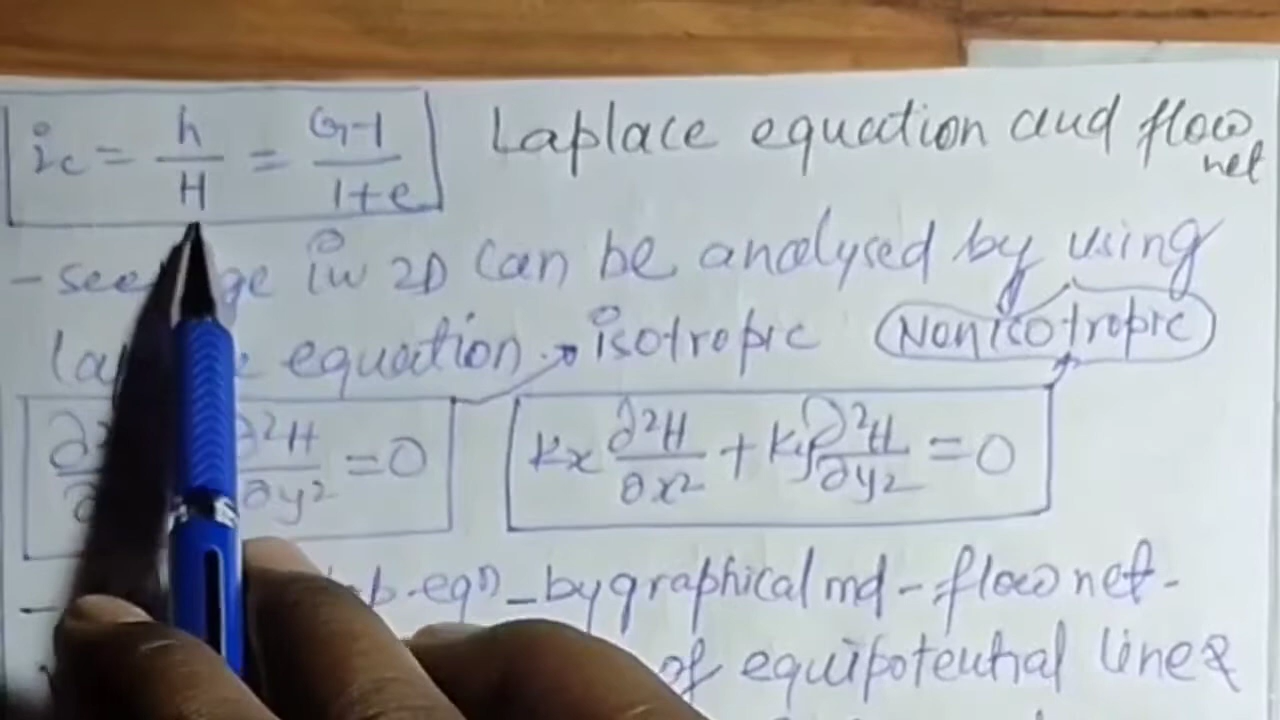 ic = h/H = G-1/1+e
Laplace equation and flow net
- see ge in 2D can be analysed by using
la e equation → isotropic Nonisotropic
∂²H/∂y² = 0
kx ∂²H/∂x² + ky ∂²H/∂y² = 0
- b.eqn - by graphical md - flow net -
of equipotential lines